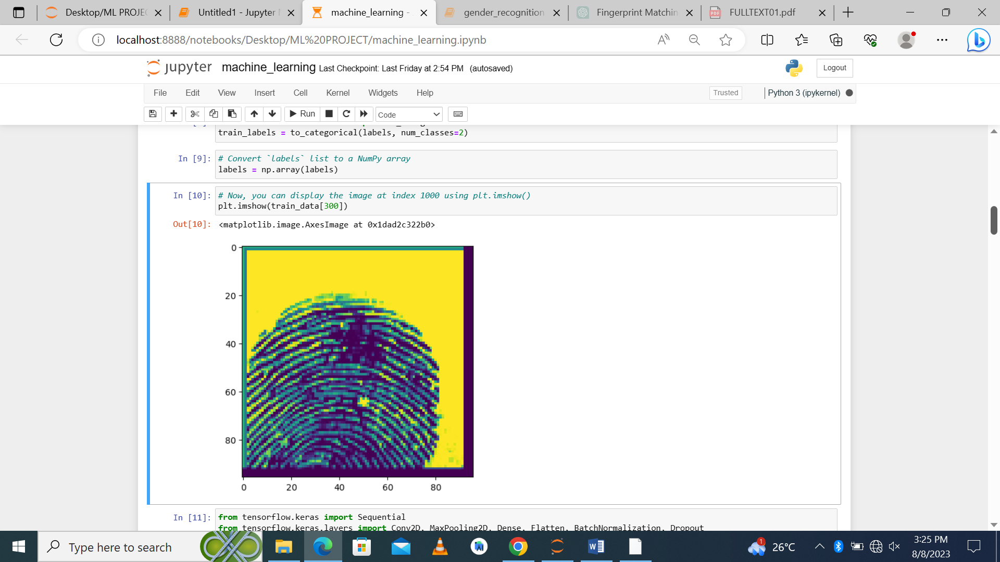 Desktop/ML PROJEC
Untitled1 - Jupyter N
machine_learning -
gender_recognition
Fingerprint Matchin
FULLTEXT01.pdf
localhost:8888/notebooks/Desktop/ML%20PROJECT/machine_learning.ipynb
jupyter machine_learning Last Checkpoint: Last Friday at 2:54 PM (autosaved)
Logout
File Edit View Insert Cell Kernel Widgets Help
Trusted
Python 3 (ipykernel)
Run
Code
train_labels = to_categorical(labels, num_classes=2)
In [9]: # Convert `labels` list to a NumPy array
labels = np.array(labels)
In [10]: # Now, you can display the image at index 1000 using plt.imshow()
plt.imshow(train_data[300])
Out[10]: <matplotlib.image.AxesImage at 0x1dad2c322b0>
0
20
40
60
80
0 20 40 60 80
In [11]: from tensorflow.keras import Sequential
from tensorflow.keras.layers import Conv2D, MaxPooling2D, Dense, Flatten, BatchNormalization, Dropout
Type here to search
1
26°C
3:25 PM
8/8/2023